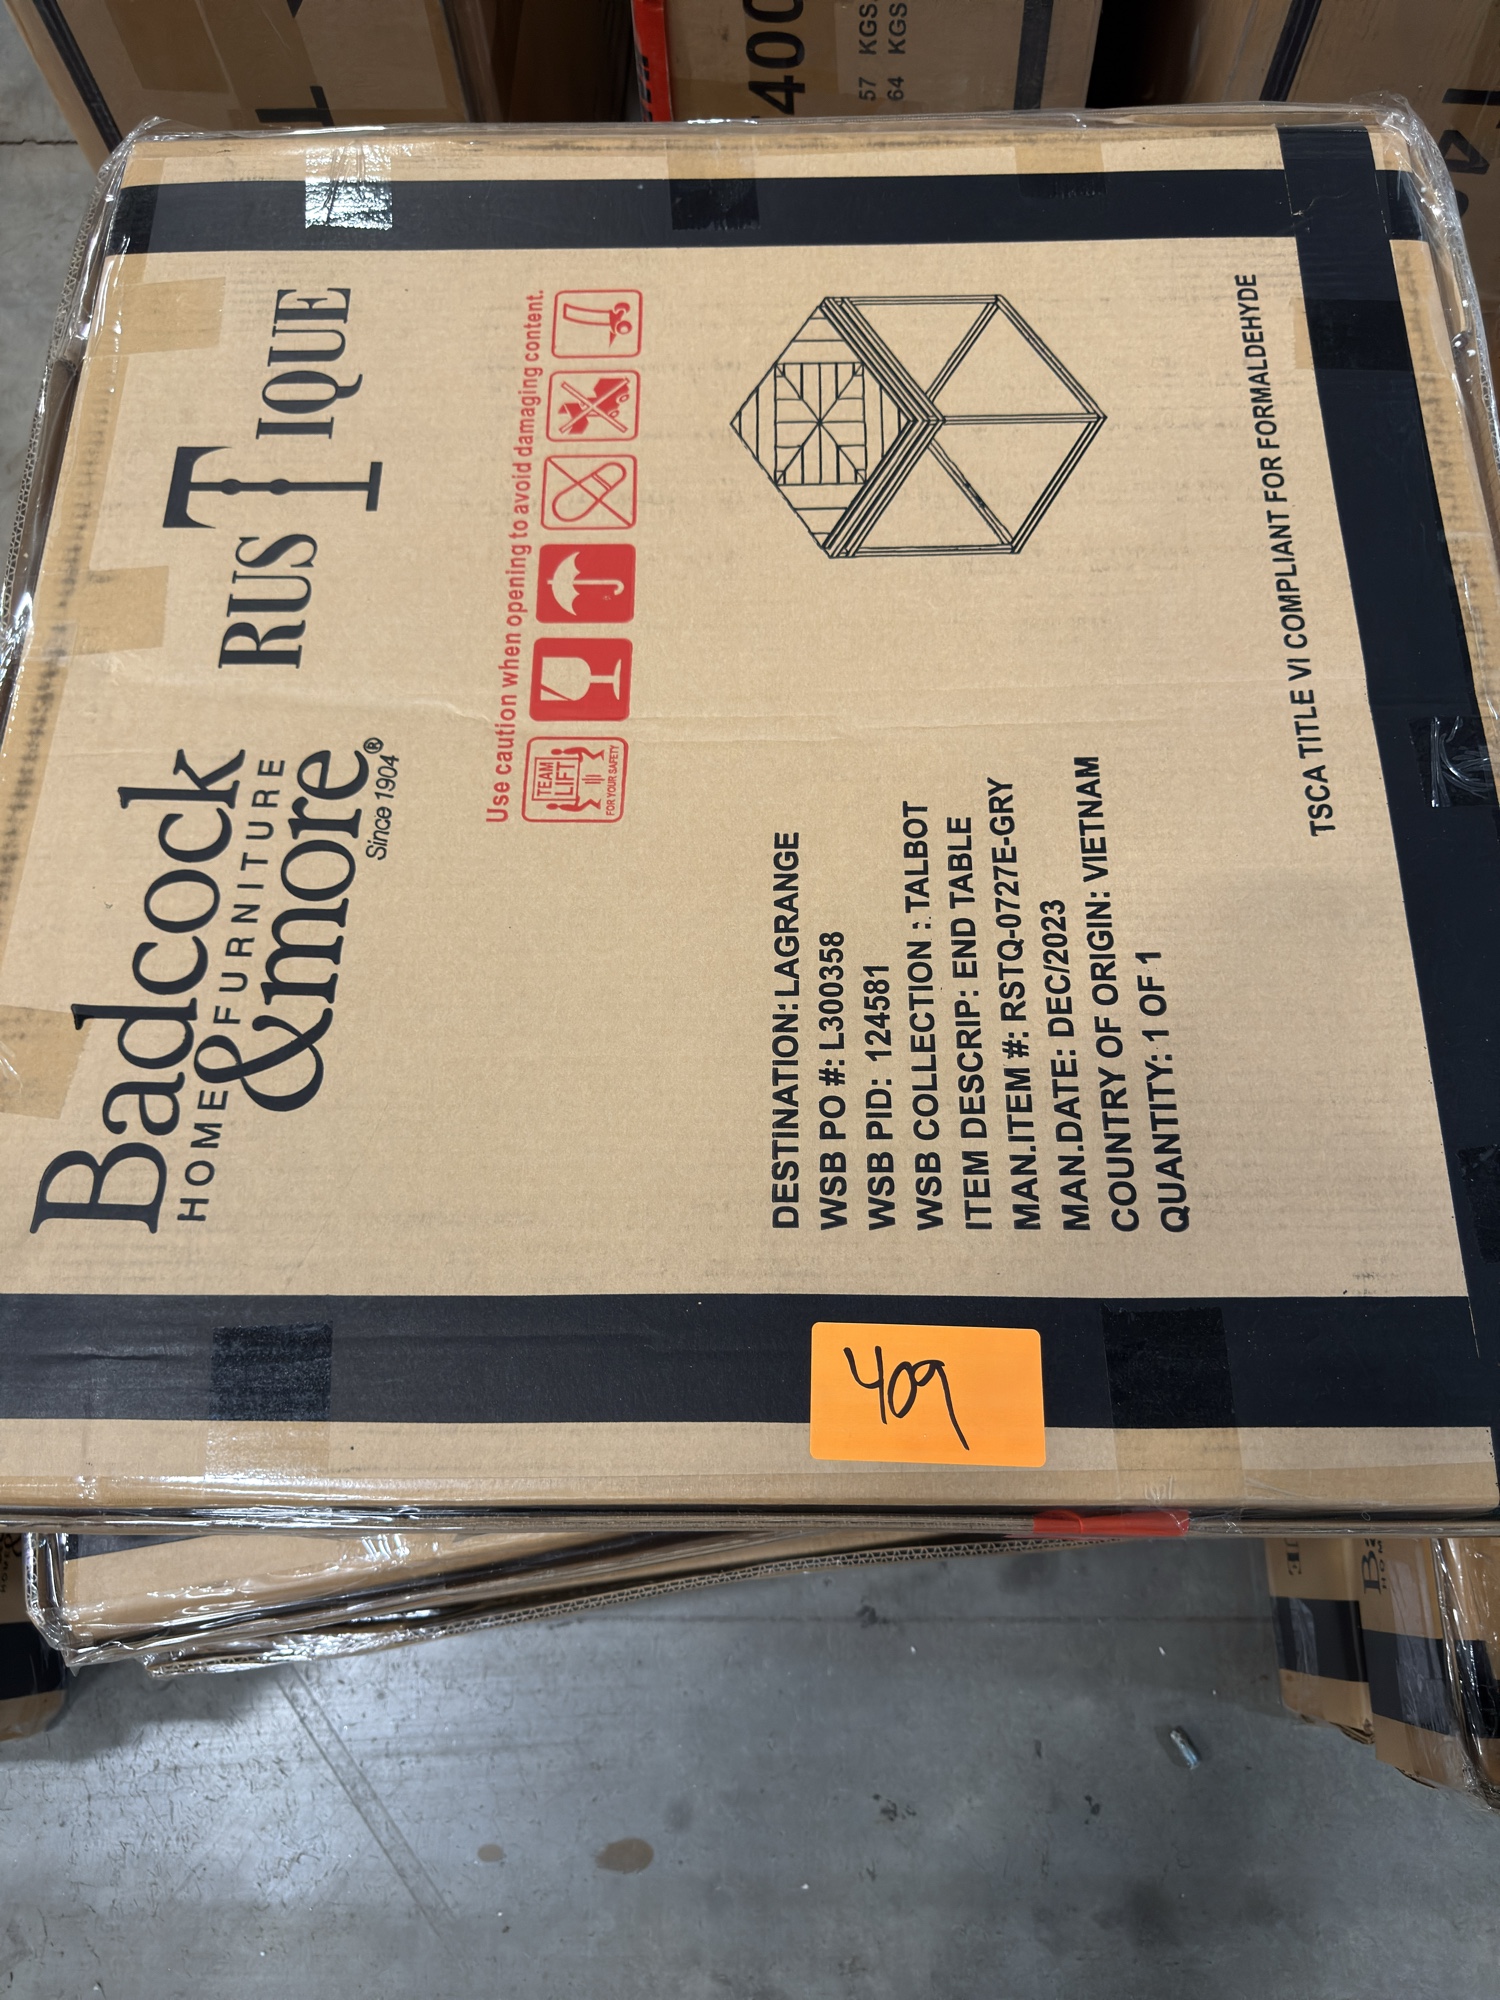 Badcock
HOME FURNITURE
&more®
Since 1904
RUSTIQUE
Use caution when opening to avoid damaging content.
TEAM
LIFT
FOR YOUR SAFETY
DESTINATION: LAGRANGE
WSB PO #: L300358
WSB PID: 124581
WSB COLLECTION : TALBOT
ITEM DESCRIP: END TABLE
MAN.ITEM #: RSTQ-0727E-GRY
MAN.DATE: DEC/2023
COUNTRY OF ORIGIN: VIETNAM
QUANTITY: 1 OF 1
TSCA TITLE VI COMPLIANT FOR FORMALDEHYDE
409
400
57 KGS
64 KGS